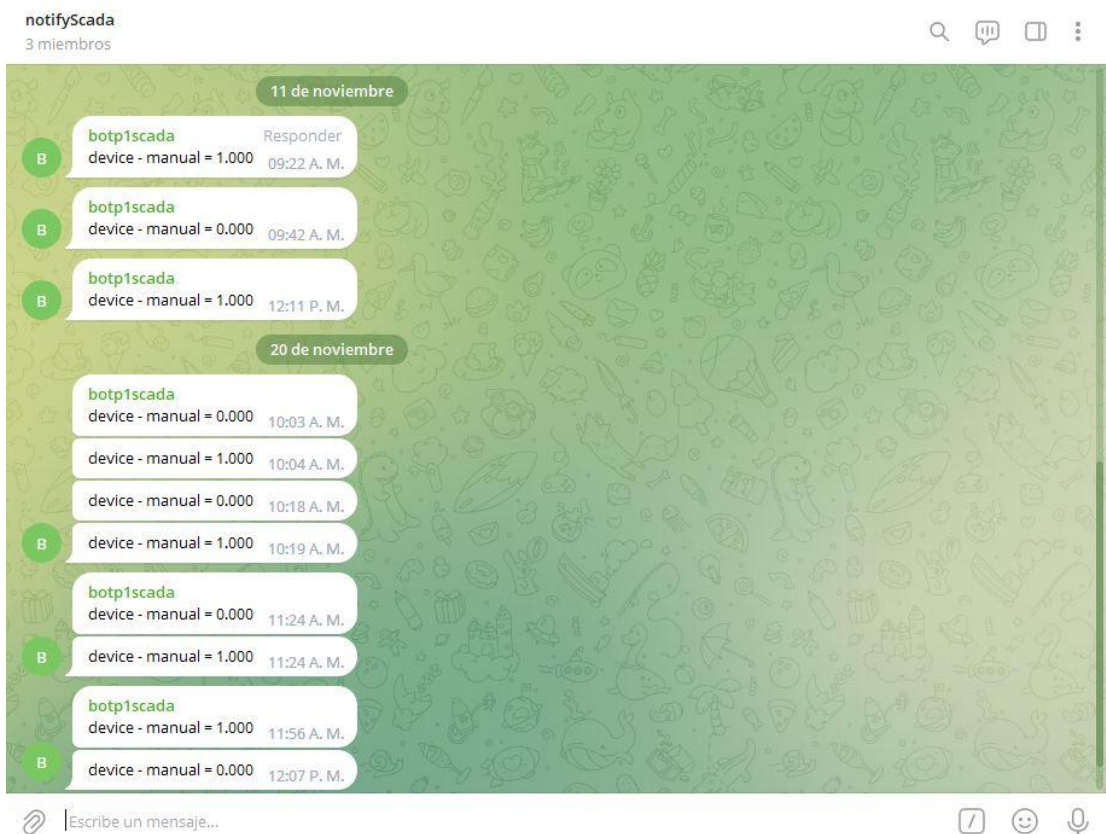 notifyScada
3 miembros
11 de noviembre
botp1scada Responder
device - manual = 1.000 09:22 A. M.
B
botp1scada
device - manual = 0.000 09:42 A. M.
B
botp1scada
device - manual = 1.000 12:11 P. M.
B
20 de noviembre
botp1scada
device - manual = 0.000 10:03 A. M.
device - manual = 1.000 10:04 A. M.
device - manual = 0.000 10:18 A. M.
B device - manual = 1.000 10:19 A. M.
botp1scada
device - manual = 0.000 11:24 A. M.
B device - manual = 1.000 11:24 A. M.
botp1scada
device - manual = 1.000 11:56 A. M.
B device - manual = 0.000 12:07 P. M.
Escribe un mensaje...